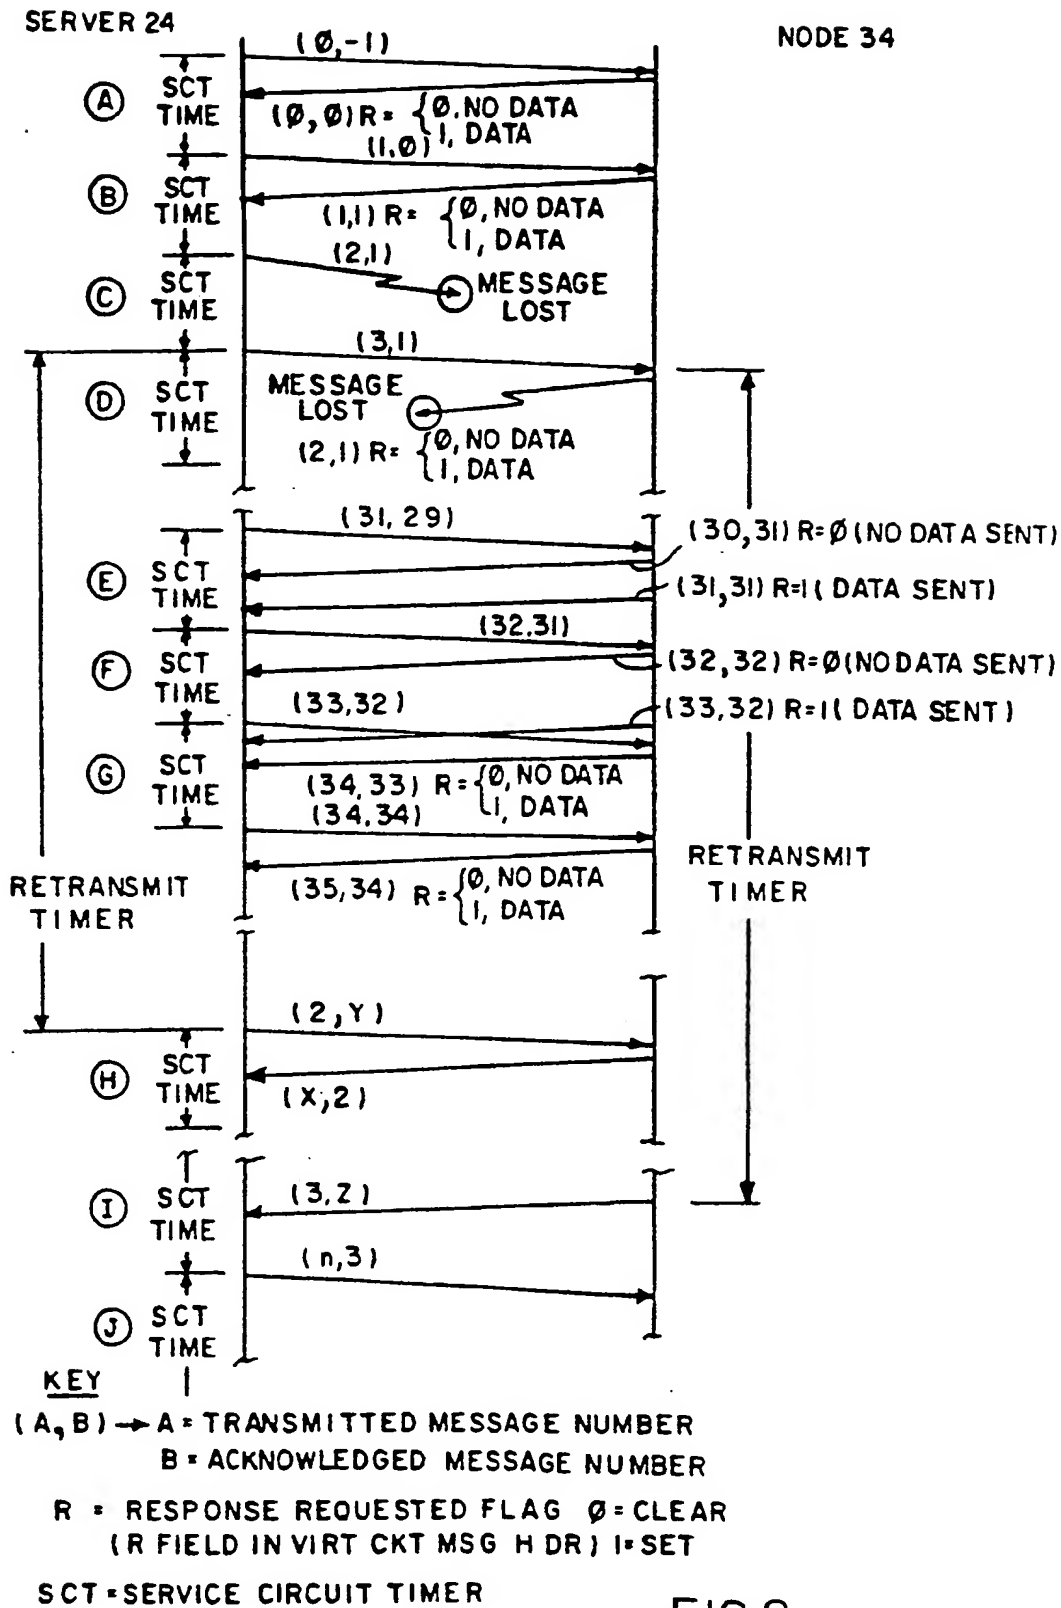 SERVER 24
NODE 34
(Ø,-1)
SCT
TIME
A
(Ø,Ø) R= {Ø, NO DATA
1, DATA
(1,0)
SCT
TIME
B
(1,1) R= {Ø, NO DATA
1, DATA
(2,1)
SCT
TIME
C
MESSAGE
LOST
(3,1)
SCT
TIME
D
MESSAGE
LOST
(2,1) R= {Ø, NO DATA
1, DATA
(31, 29)
(30,31) R=Ø (NO DATA SENT)
SCT
TIME
E
(31,31) R=1 ( DATA SENT)
(32,31)
SCT
TIME
F
(32,32) R=Ø (NO DATA SENT)
(33,32)
(33,32) R=1 ( DATA SENT)
SCT
TIME
G
(34,33) R= {Ø, NO DATA
1, DATA
(34,34)
RETRANSMIT
TIMER
RETRANSMIT
TIMER
(35,34) R= {Ø, NO DATA
1, DATA
(2,Y)
SCT
TIME
H
(X,2)
(3,Z)
SCT
TIME
I
(n,3)
SCT
TIME
J
KEY
(A,B) → A = TRANSMITTED MESSAGE NUMBER
B = ACKNOWLEDGED MESSAGE NUMBER
R = RESPONSE REQUESTED FLAG Ø=CLEAR
(R FIELD IN VIRT CKT MSG H DR) 1=SET
SCT = SERVICE CIRCUIT TIMER